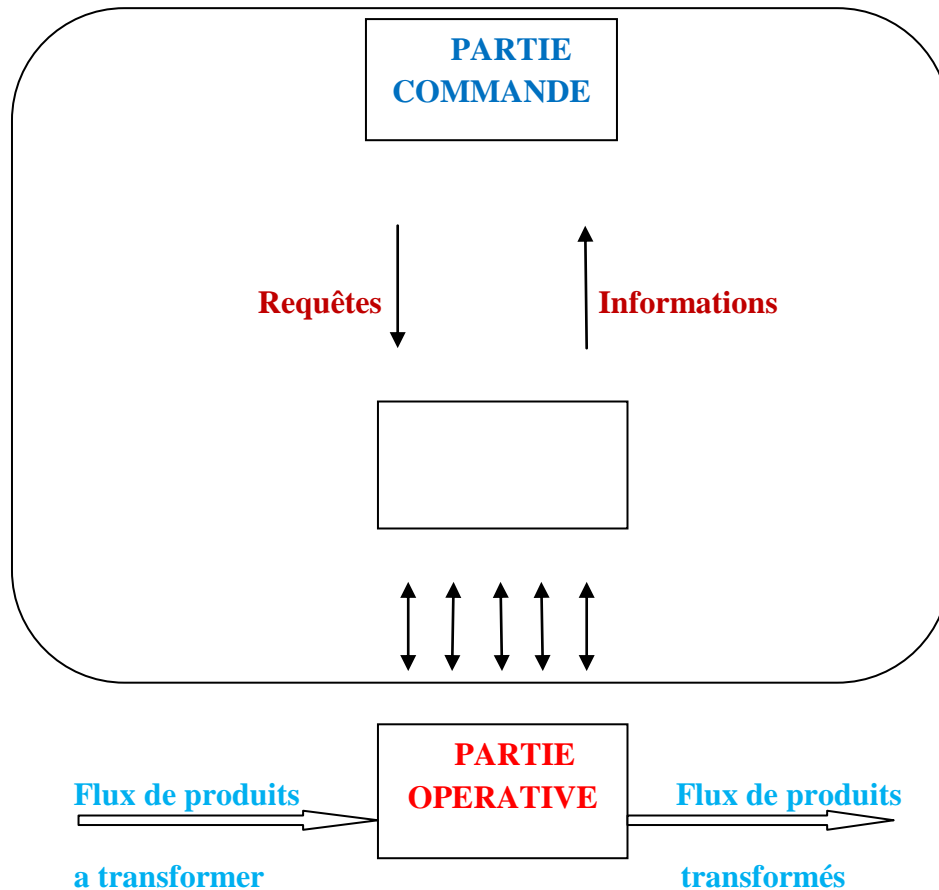 PARTIE
COMMANDE
Requêtes
Informations
PARTIE
OPERATIVE
Flux de produits
a transformer
Flux de produits
transformés